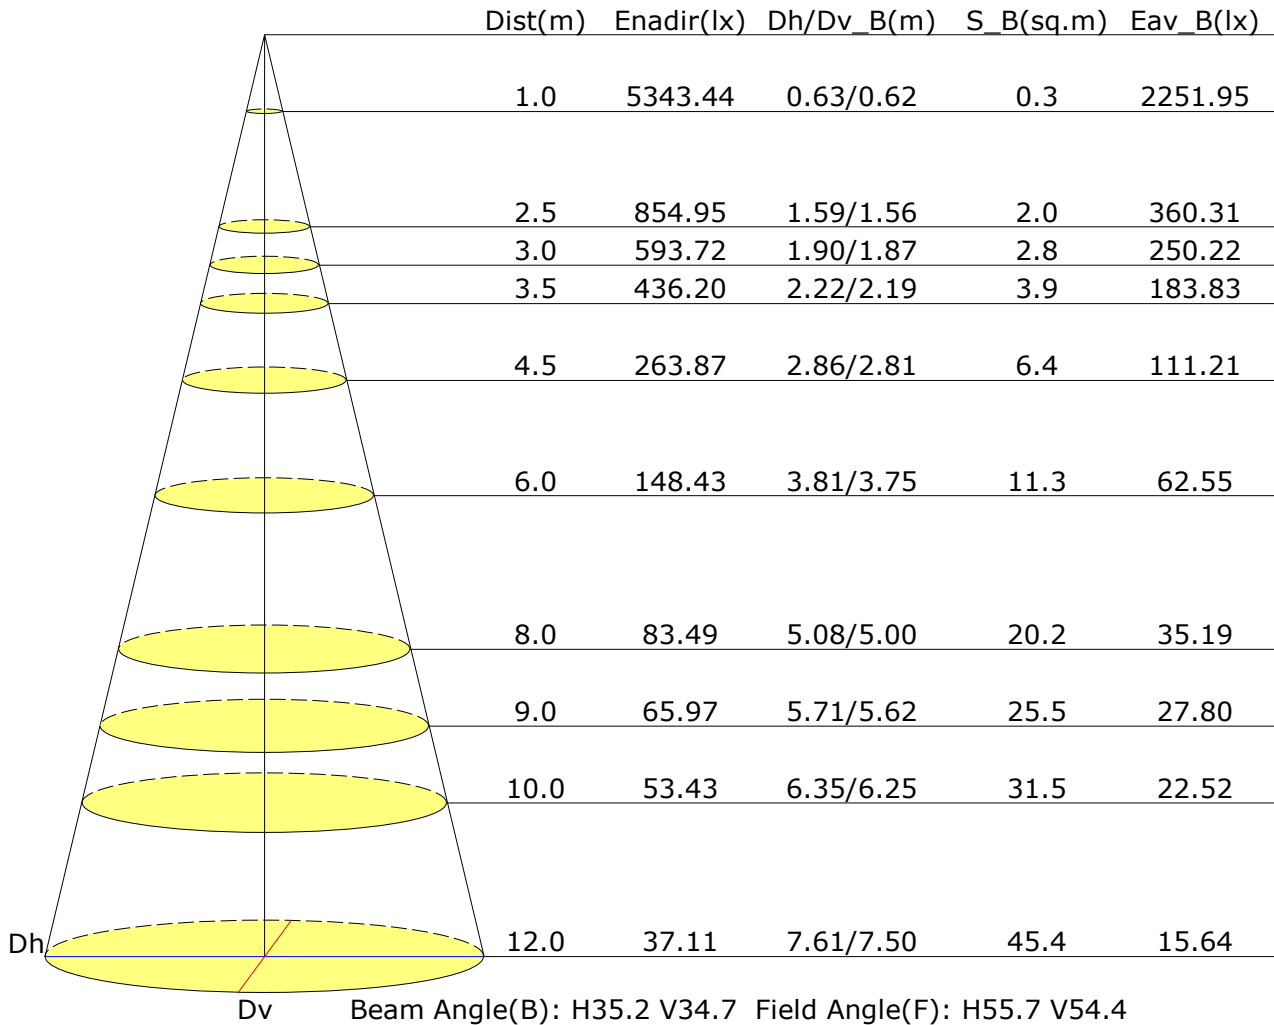 Dist(m) Enadir(lx) Dh/Dv_B(m) S_B(sq.m) Eav_B(lx)
1.0 5343.44 0.63/0.62 0.3 2251.95
2.5 854.95 1.59/1.56 2.0 360.31
3.0 593.72 1.90/1.87 2.8 250.22
3.5 436.20 2.22/2.19 3.9 183.83
4.5 263.87 2.86/2.81 6.4 111.21
6.0 148.43 3.81/3.75 11.3 62.55
8.0 83.49 5.08/5.00 20.2 35.19
9.0 65.97 5.71/5.62 25.5 27.80
10.0 53.43 6.35/6.25 31.5 22.52
Dh 12.0 37.11 7.61/7.50 45.4 15.64
Dv Beam Angle(B): H35.2 V34.7 Field Angle(F): H55.7 V54.4